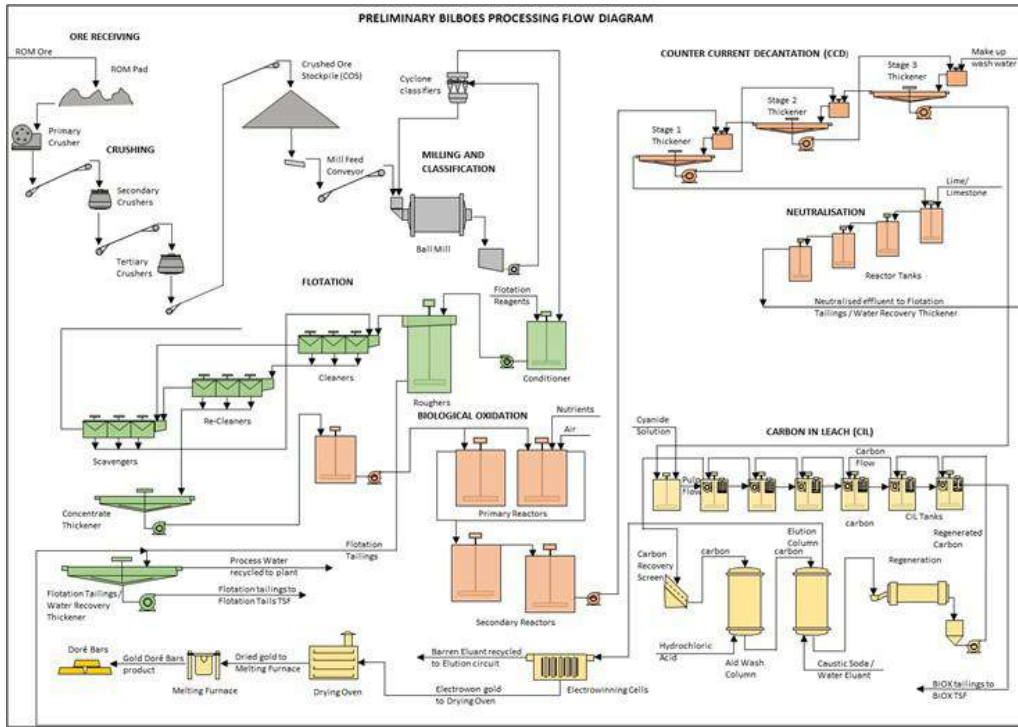 PRELIMINARY BILBOES PROCESSING FLOW DIAGRAM
ORE RECEIVING
ROM Ore
ROM Pad
Primary
Crusher
CRUSHING
Secondary
Crushers
Tertiary
Crushers
Crushed Ore
Stockpile (COS)
Mill Feed
Conveyor
Cyclone
classifiers
MILLING AND
CLASSIFICATION
Ball Mill
COUNTER CURRENT DECANTATION (CCD)
Make up
wash water
Stage 3
Thickener
Stage 2
Thickener
Stage 1
Thickener
Lime/
Limestone
NEUTRALISATION
Reactor Tanks
Neutralised effluent to Flotation
Tailings / Water Recovery Thickener
FLOTATION
Flotation
Reagents
Conditioner
Roughers
Cleaners
Re-Cleaners
Scavengers
Concentrate
Thickener
BIOLOGICAL OXIDATION
Nutrients
Air
Primary Reactors
Secondary Reactors
Flotation
Tailings
Process Water
recycled to plant
Flotation tailings to
Flotation Tails TSF
Flotation Tailings /
Water Recovery
Thickener
CARBON IN LEACH (CIL)
Cyanide
Solution
Carbon
Flow
Pulp
Flow
carbon
CIL Tanks
Elution
Column
Regenerated
Carbon
Carbon
Recovery
Screen
carbon
carbon
Regeneration
Hydrochloric
Acid
Aid Wash
Column
Caustic Soda /
Water Eluant
BIOX tailings to
BIOX TSF
Barren Eluant recycled
to Elution circuit
Electrowinning Cells
Electrowon gold
to Drying Oven
Drying Oven
Dried gold to
Melting Furnace
Melting Furnace
Gold Doré Bars
product
Doré Bars